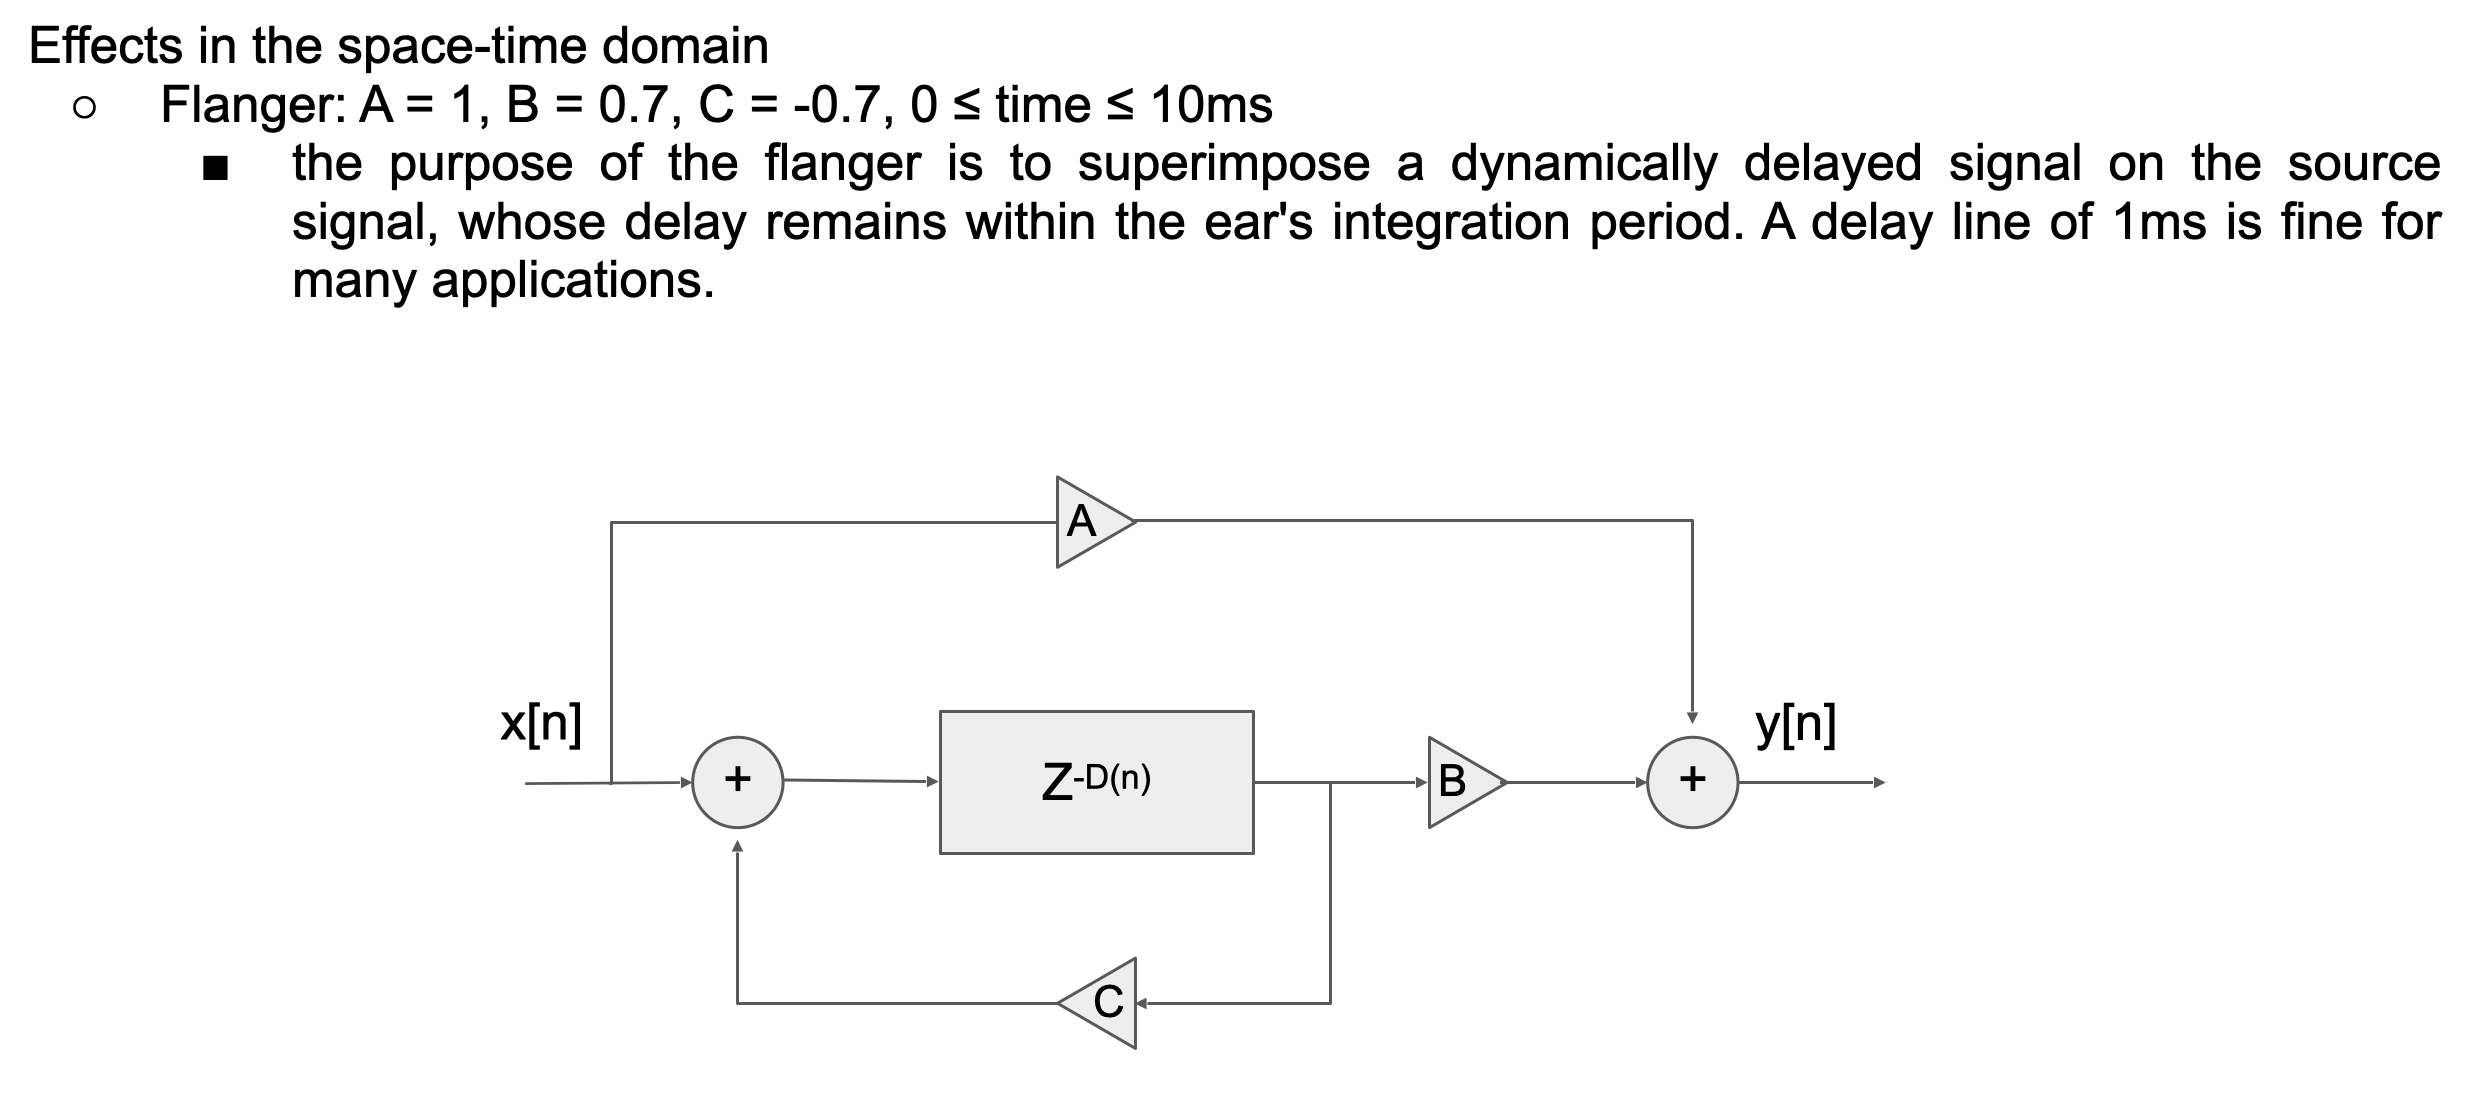 Effects in the space-time domain
○ Flanger: A = 1, B = 0.7, C = -0.7, 0 ≤ time ≤ 10ms
■ the purpose of the flanger is to superimpose a dynamically delayed signal on the source
signal, whose delay remains within the ear's integration period. A delay line of 1ms is fine for
many applications.
A
x[n]
y[n]
+
Z-D(n)
B
+
C